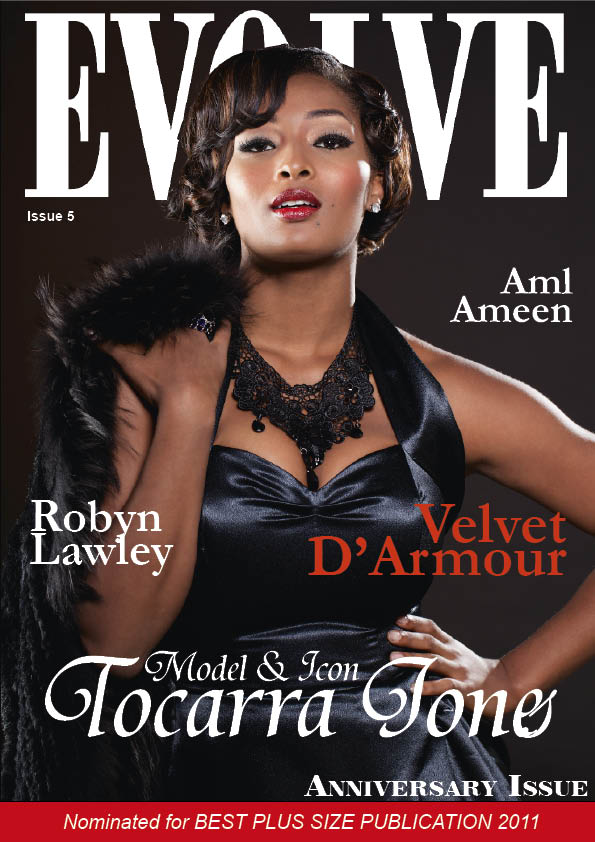 EVOLVE
Issue 5
Aml
Ameen
Robyn
Lawley
Velvet
D'Armour
Model & Icon
Tocarra Jones
ANNIVERSARY ISSUE
Nominated for BEST PLUS SIZE PUBLICATION 2011